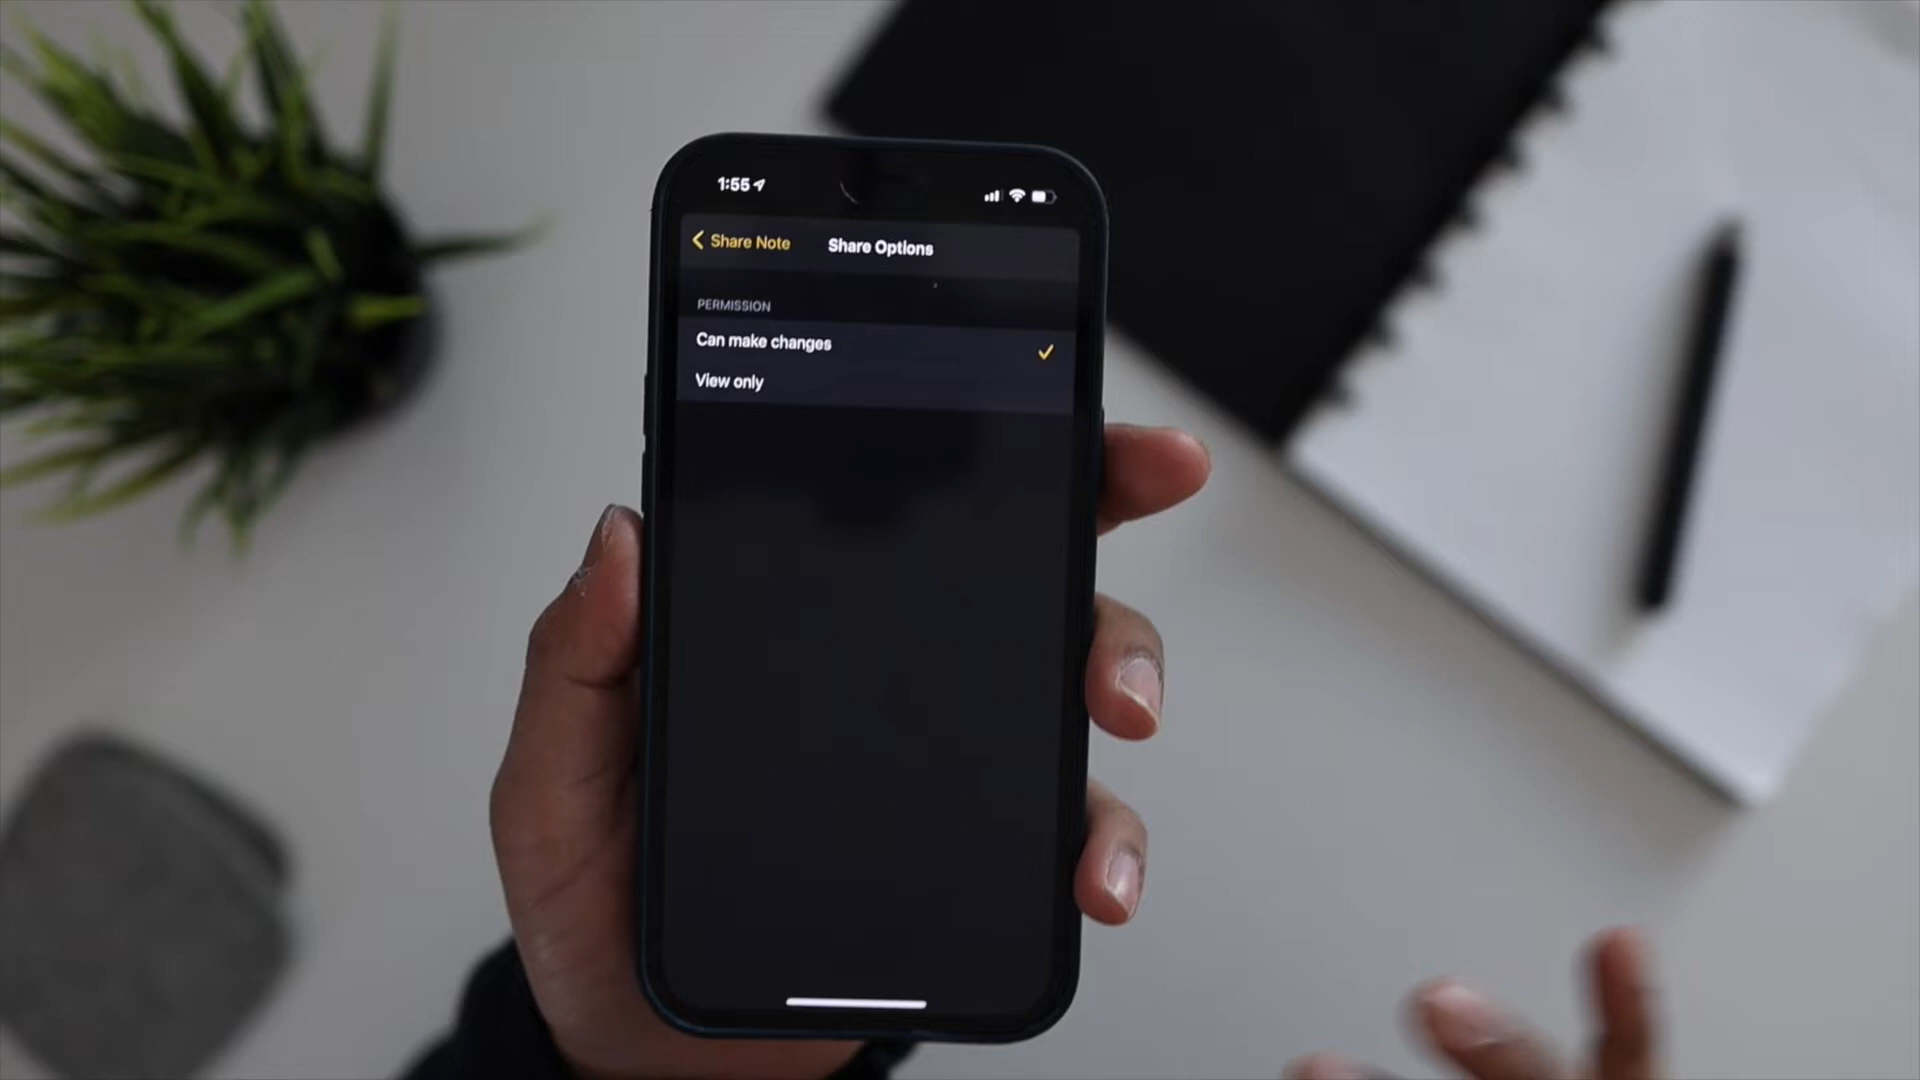 1:55
Share Note
Share Options
PERMISSION
Can make changes
View only